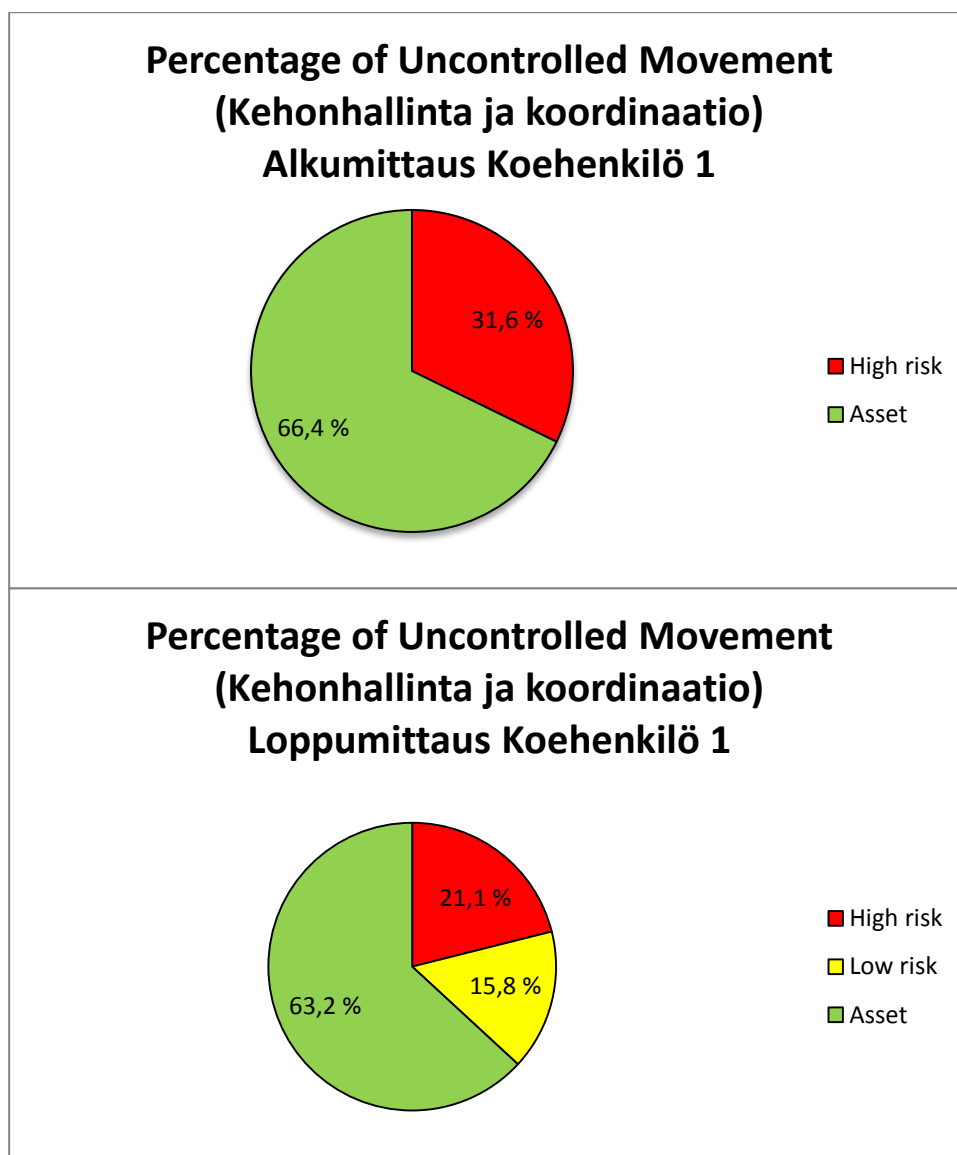 Percentage of Uncontrolled Movement
(Kehonhallinta ja koordinaatio)
Alkumittaus Koehenkilö 1
31,6 %
66,4 %
High risk
Asset
Percentage of Uncontrolled Movement
(Kehonhallinta ja koordinaatio)
Loppumittaus Koehenkilö 1
21,1 %
15,8 %
63,2 %
High risk
Low risk
Asset